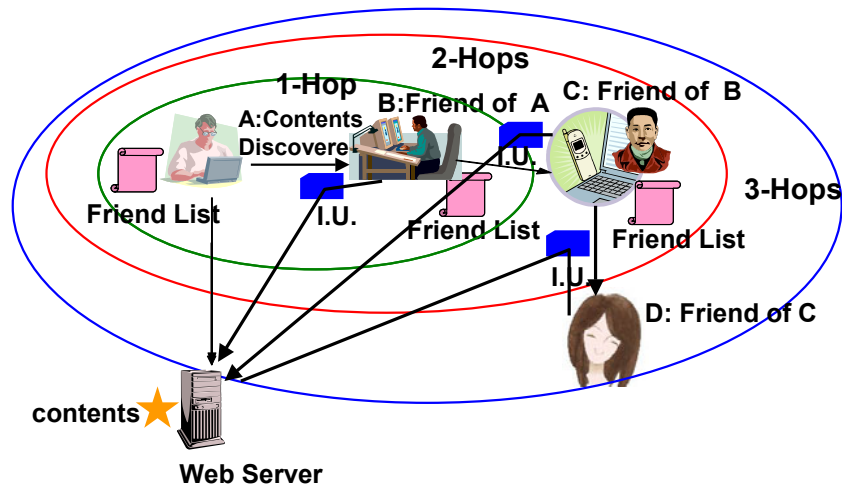 2-Hops
1-Hop
B:Friend of A
C: Friend of B
A:Contents
Discovere
I.U.
3-Hops
I.U.
Friend List
Friend List
Friend List
I.U.
D: Friend of C
contents
Web Server